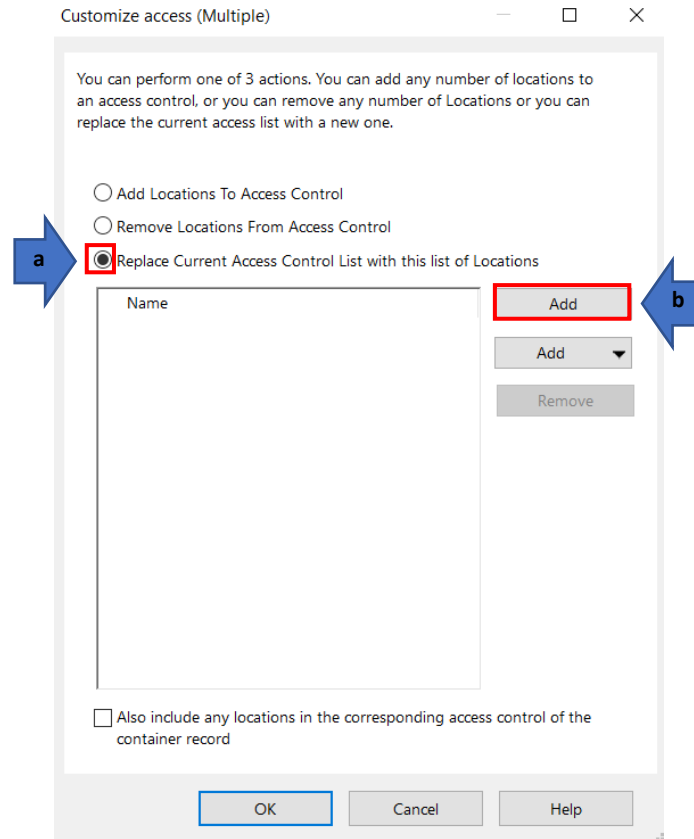 Customize access (Multiple)
You can perform one of 3 actions. You can add any number of locations to
an access control, or you can remove any number of Locations or you can
replace the current access list with a new one.
Add Locations To Access Control
Remove Locations From Access Control
a
Replace Current Access Control List with this list of Locations
Name
Add
b
Add
Remove
Also include any locations in the corresponding access control of the
container record
OK
Cancel
Help